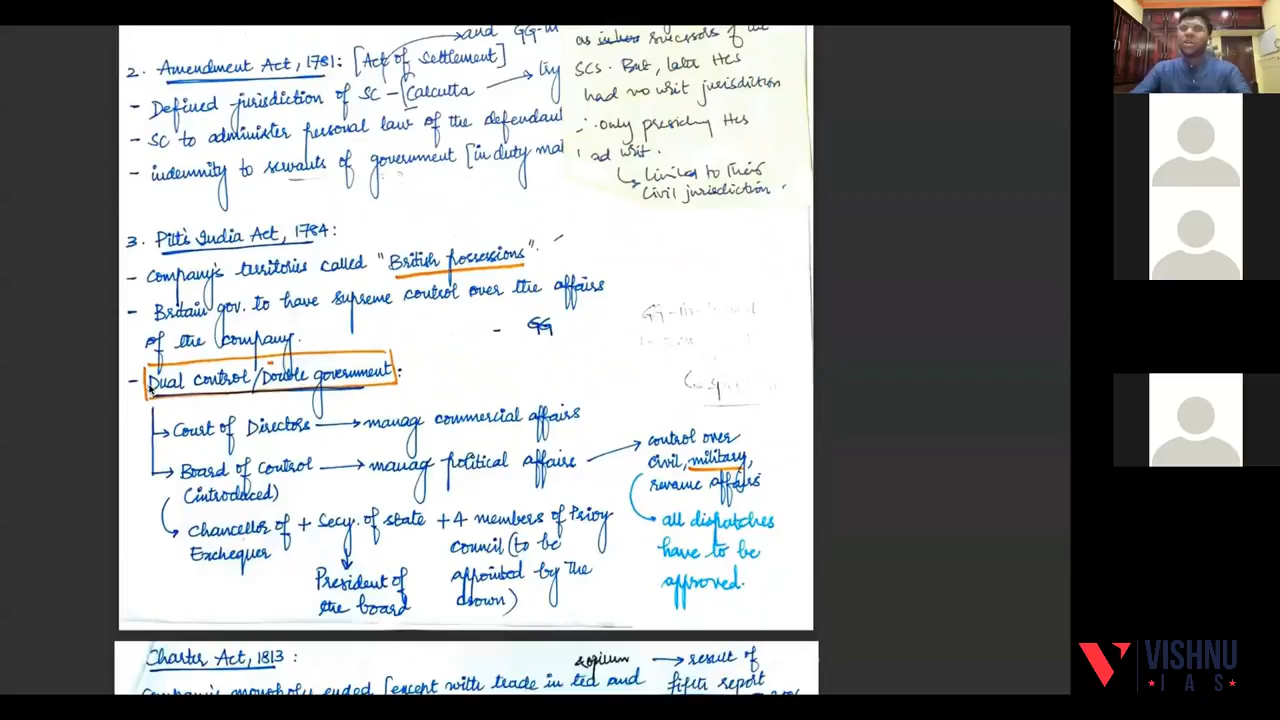 and GG-in
2. Amendment Act, 1781: [Act of Settlement]
- Defined jurisdiction of SC - [Calcutta
- SC to administer personal law of the defendant
- indemnity to servants of government [in duty mat
as successors of the
SCs. But, later HCs
had no writ jurisdiction
∴ only presidency HCs
had writ.
↳ limited to their
civil jurisdiction.
3. Pitt's India Act, 1784:
- Company's territories called "British possessions".
- Britain gov. to have supreme control over the affairs
of the company.
- GG
- Dual control/Double government:
→ Court of Directors → manage commercial affairs
→ Board of control → manage political affairs →
(introduced)
control over
civil, military,
revenue affairs
→ all dispatches
have to be
approved.
→ Chancellor of + Secy. of state + 4 members of Privy
Exchequer
council (to be
appointed by the
crown)
President of
the board
Charter Act, 1813:
→ result of
fifth report
Company's monopoly ended [except with trade in tea and
VISHNU
IAS